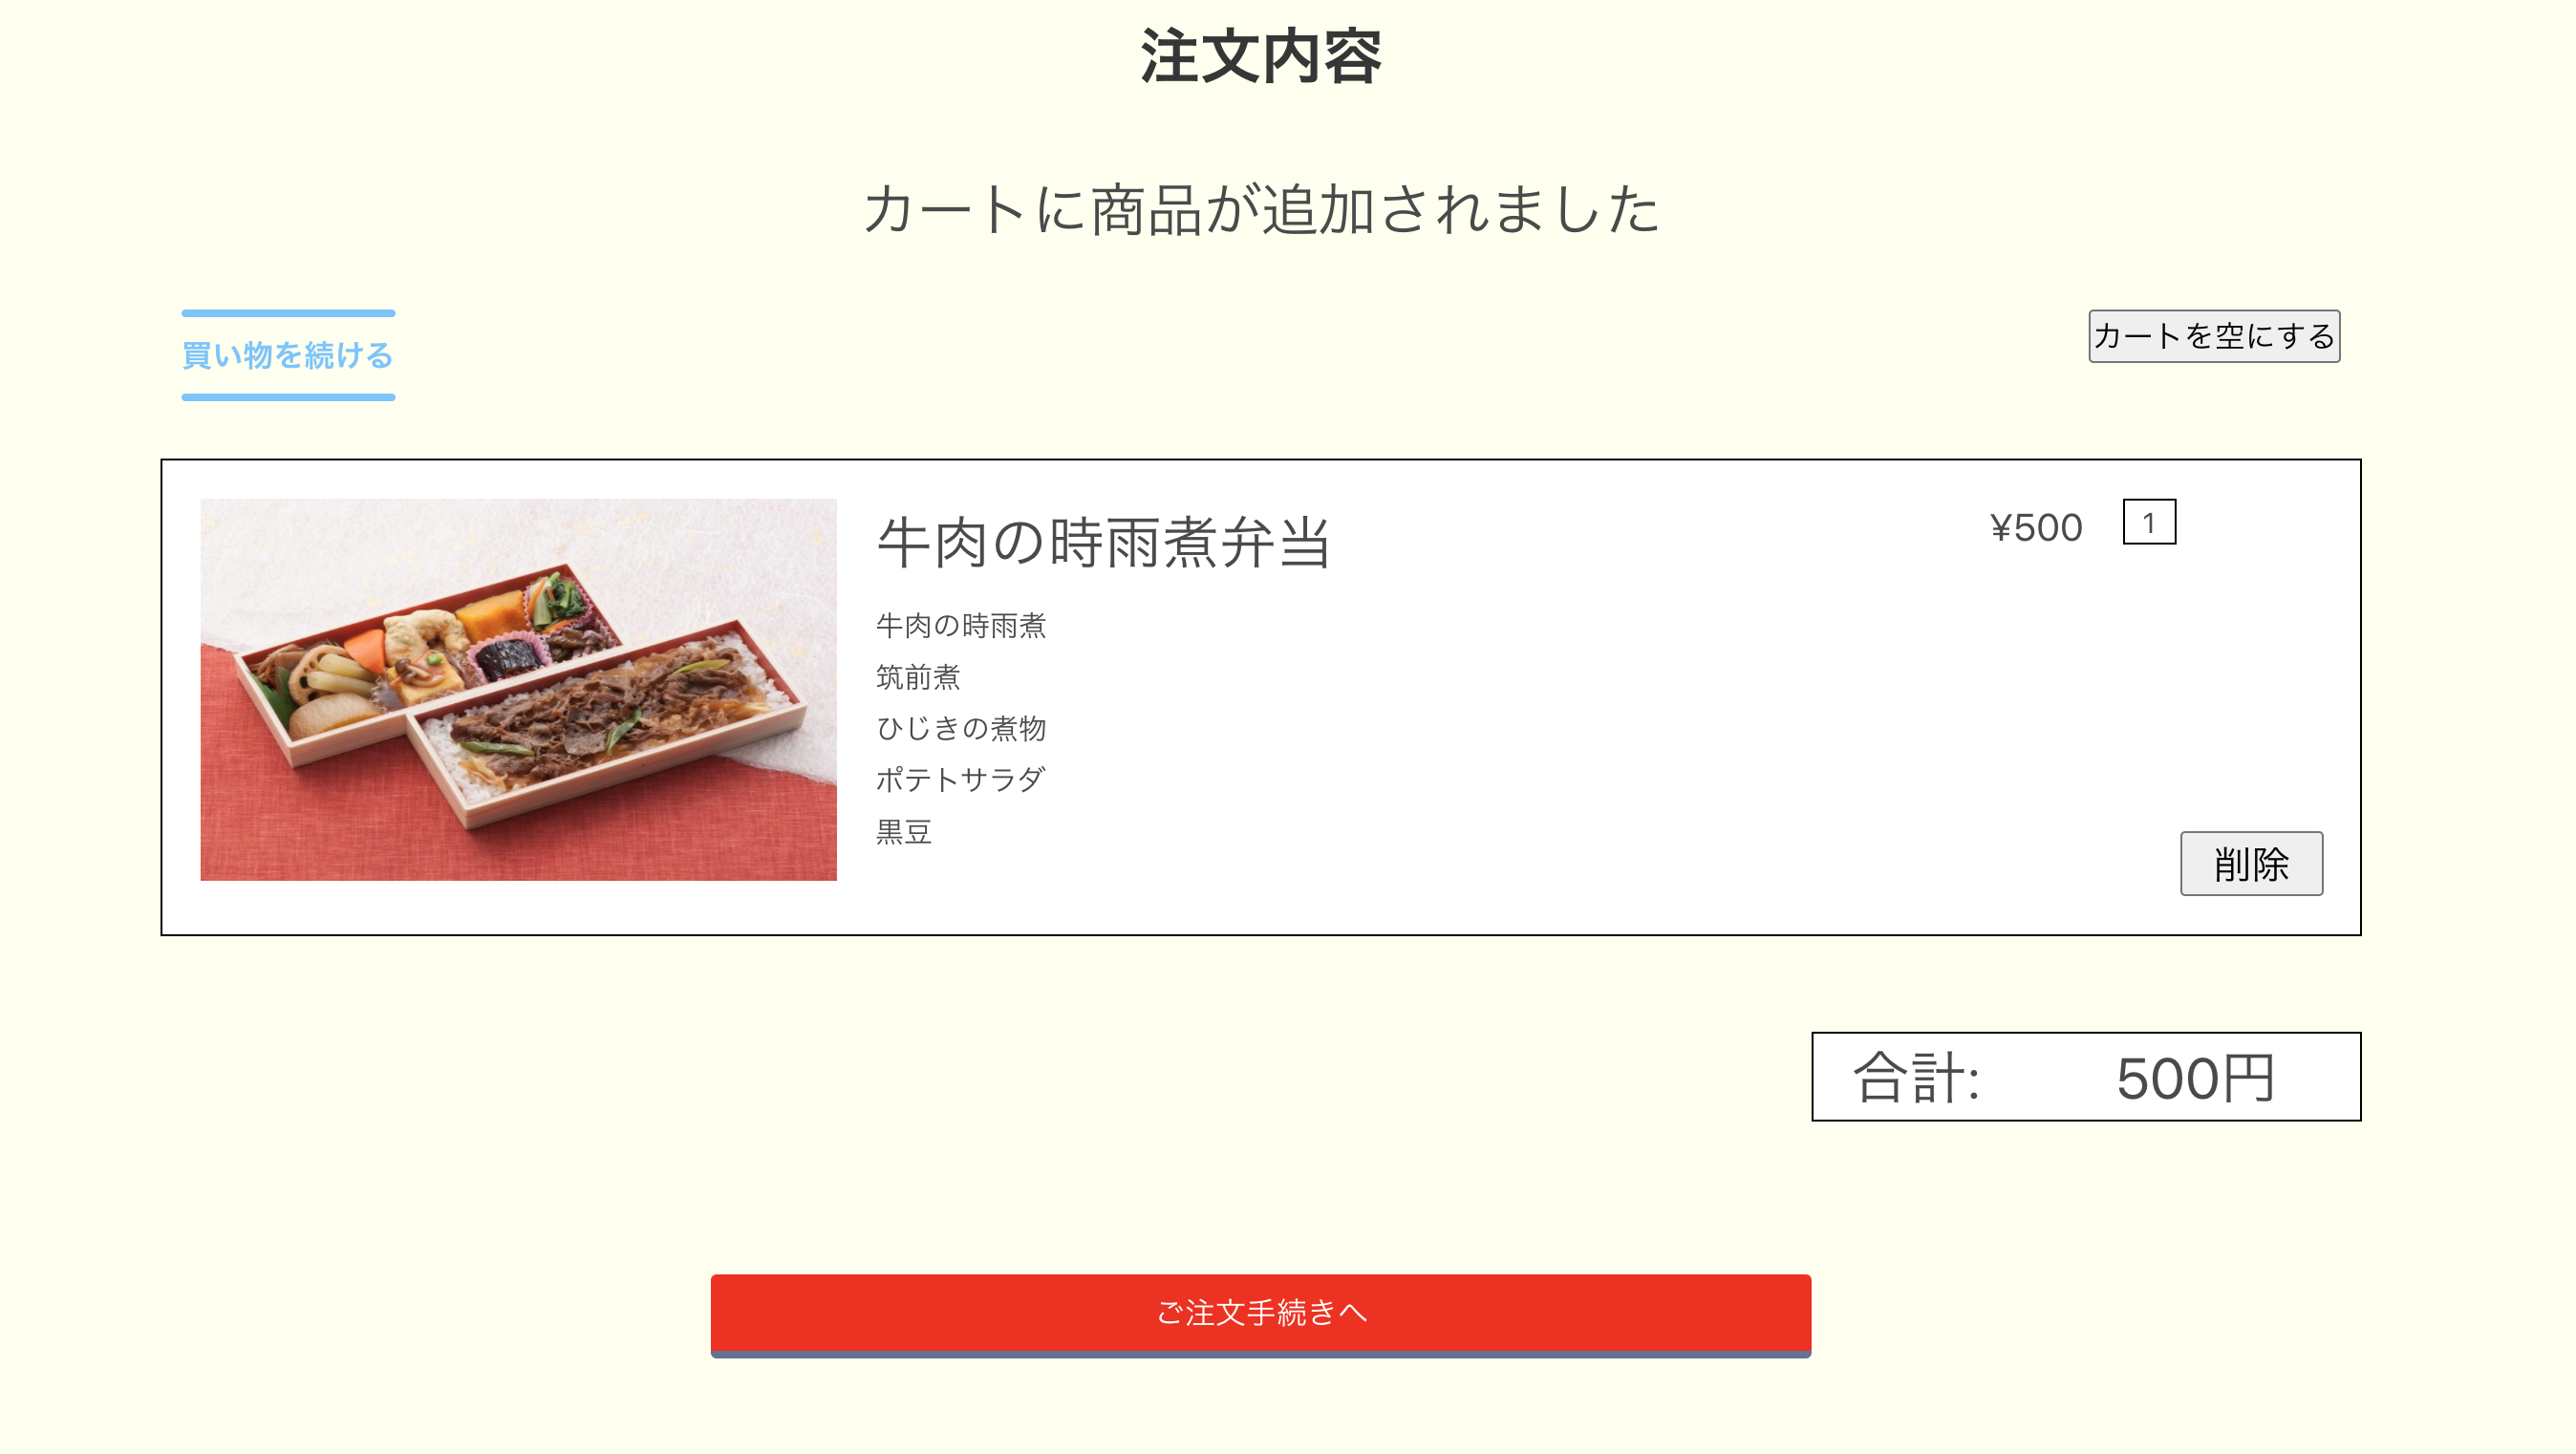 注文内容
カートに商品が追加されました
買い物を続ける
カートを空にする
牛肉の時雨煮弁当
¥500
1
牛肉の時雨煮
筑前煮
ひじきの煮物
ポテトサラダ
黒豆
削除
合計: 500円
ご注文手続きへ